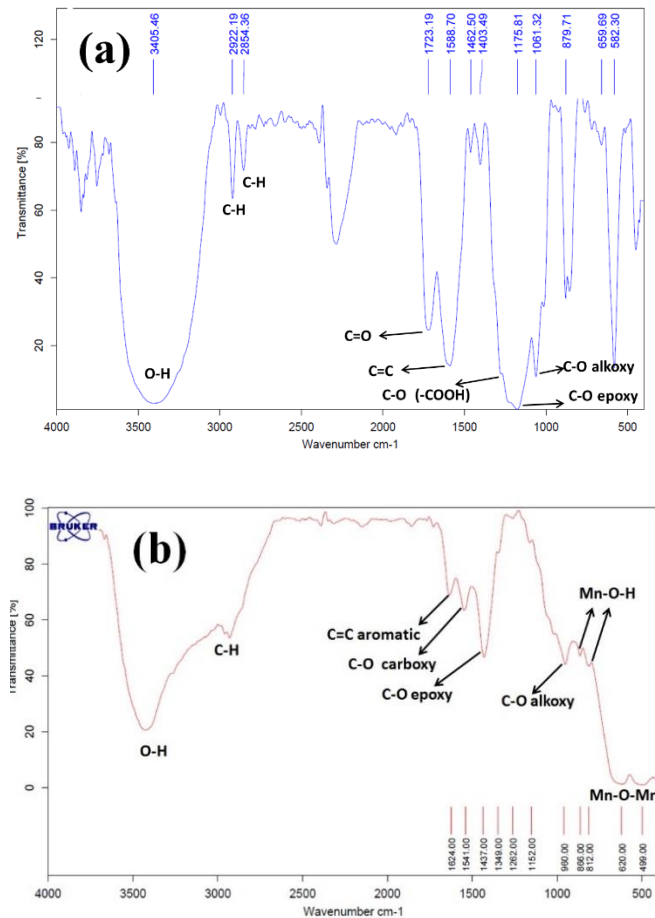 (a)
3405.46
2922.19
2854.36
1723.19
1588.70
1462.50
1403.49
1175.81
1061.32
879.71
659.69
582.30
120
80
60
40
20
Transmittance [%]
C-H
C-H
O-H
C=O
C=C
C-O (-COOH)
C-O alkoxy
C-O epoxy
4000 3500 3000 2500 2000 1500 1000 500
Wavenumber cm-1
(b)
BRUKER
100
80
60
40
20
0
Transmittance [%]
O-H
C-H
C=C aromatic
C-O carboxy
C-O epoxy
C-O alkoxy
Mn-O-H
Mn-O-Mn
1624.00
1541.00
1437.00
1349.00
1262.00
1152.00
960.00
866.00
812.00
620.00
499.00
4000 3500 3000 2500 2000 1500 1000 500
Wavenumber cm-1